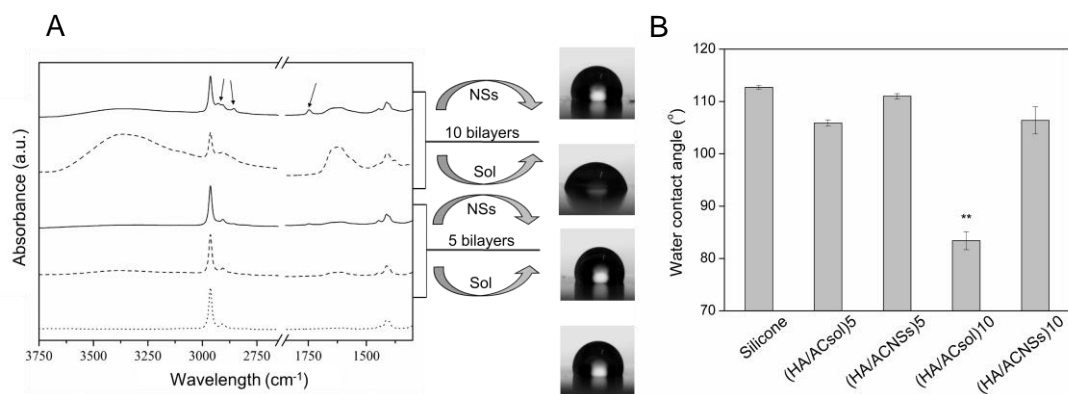 A
Absorbance (a.u.)
3750
3500
3250
3000
2750
1750
1500
Wavelength (cm⁻¹)
NSs
10 bilayers
Sol
NSs
5 bilayers
Sol
B
Water contact angle (°)
120
110
100
90
80
70
**
Silicone
(HA/ACsol)5
(HA/ACNSs)5
(HA/ACsol)10
(HA/ACNSs)10